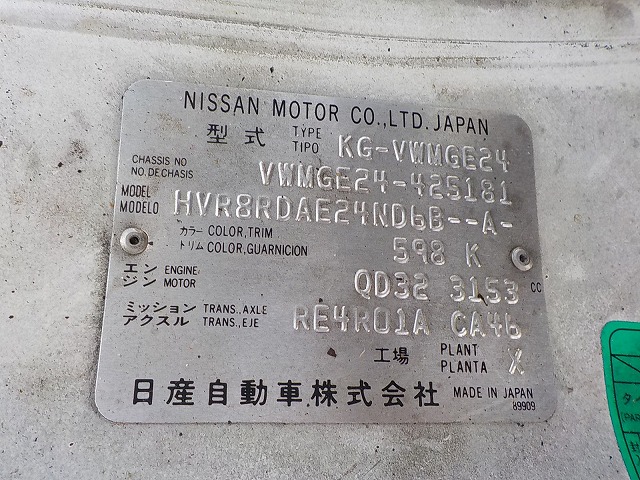 NISSAN MOTOR CO.,LTD. JAPAN
型式 TYPE TIPO KG-VWMGE24
CHASSIS NO NO. DE CHASIS VWMGE24-425181
MODEL MODELO HVR8RDAE24ND6B--A-
カラー COLOR,TRIM
トリム COLOR,GUARNICION 598 K
エンジン ENGINE MOTOR QD32 3153 CC
ミッション TRANS.,AXLE
アクスル TRANS.,EJE RE4R01A CA46
工場 PLANT PLANTA X
日産自動車株式会社 MADE IN JAPAN
89909